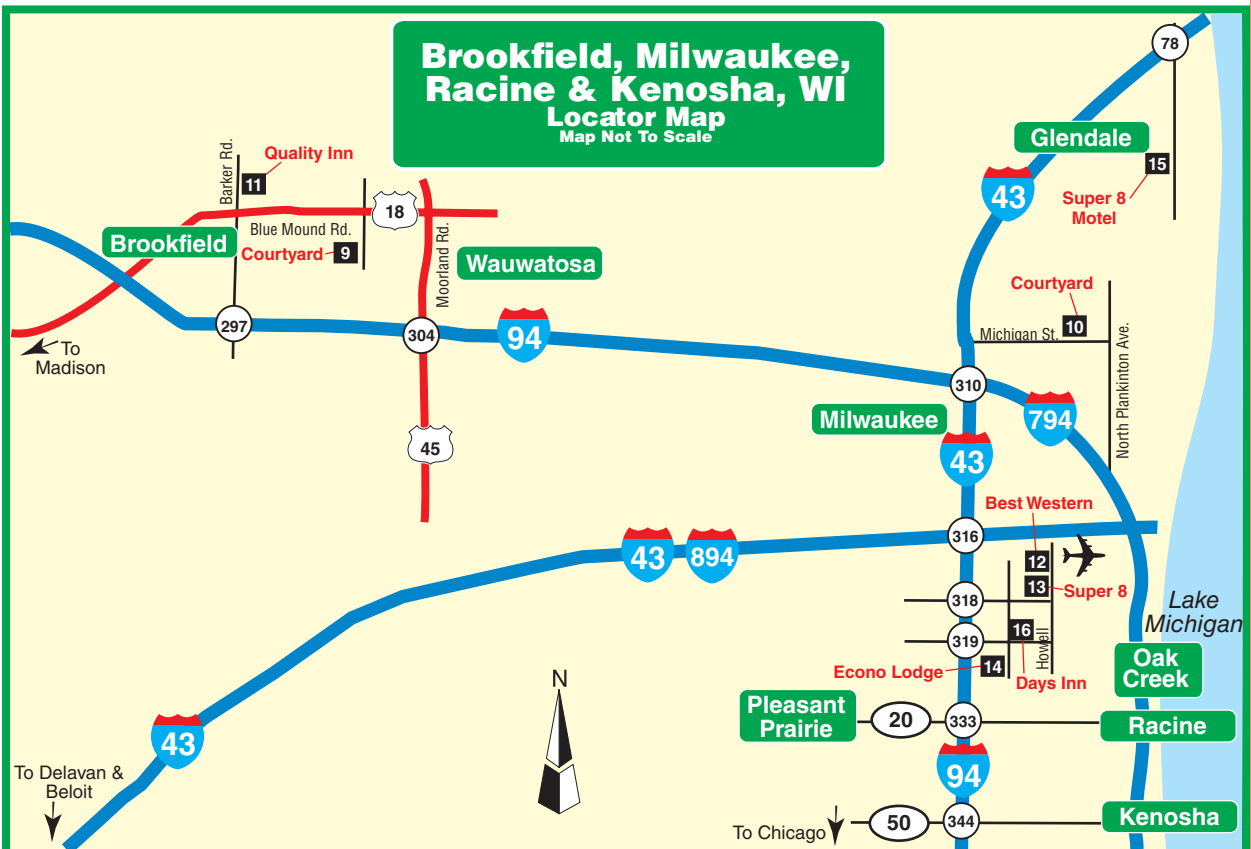 Brookfield, Milwaukee,
Racine & Kenosha, WI
Locator Map
Map Not To Scale
78
Glendale
15
Super 8
Motel
43
Barker Rd.
Quality Inn
11
18
Blue Mound Rd.
Courtyard
9
Brookfield
Moorland Rd.
Wauwatosa
297
304
94
To
Madison
45
Courtyard
10
Michigan St.
North Plankinton Ave.
310
794
Milwaukee
43
Best Western
316
12
13
Super 8
43
894
318
319
16
Howell
14
Econo Lodge
Days Inn
Lake
Michigan
Oak
Creek
Pleasant
Prairie
20
333
Racine
N
43
94
To Delavan &
Beloit
To Chicago
50
344
Kenosha